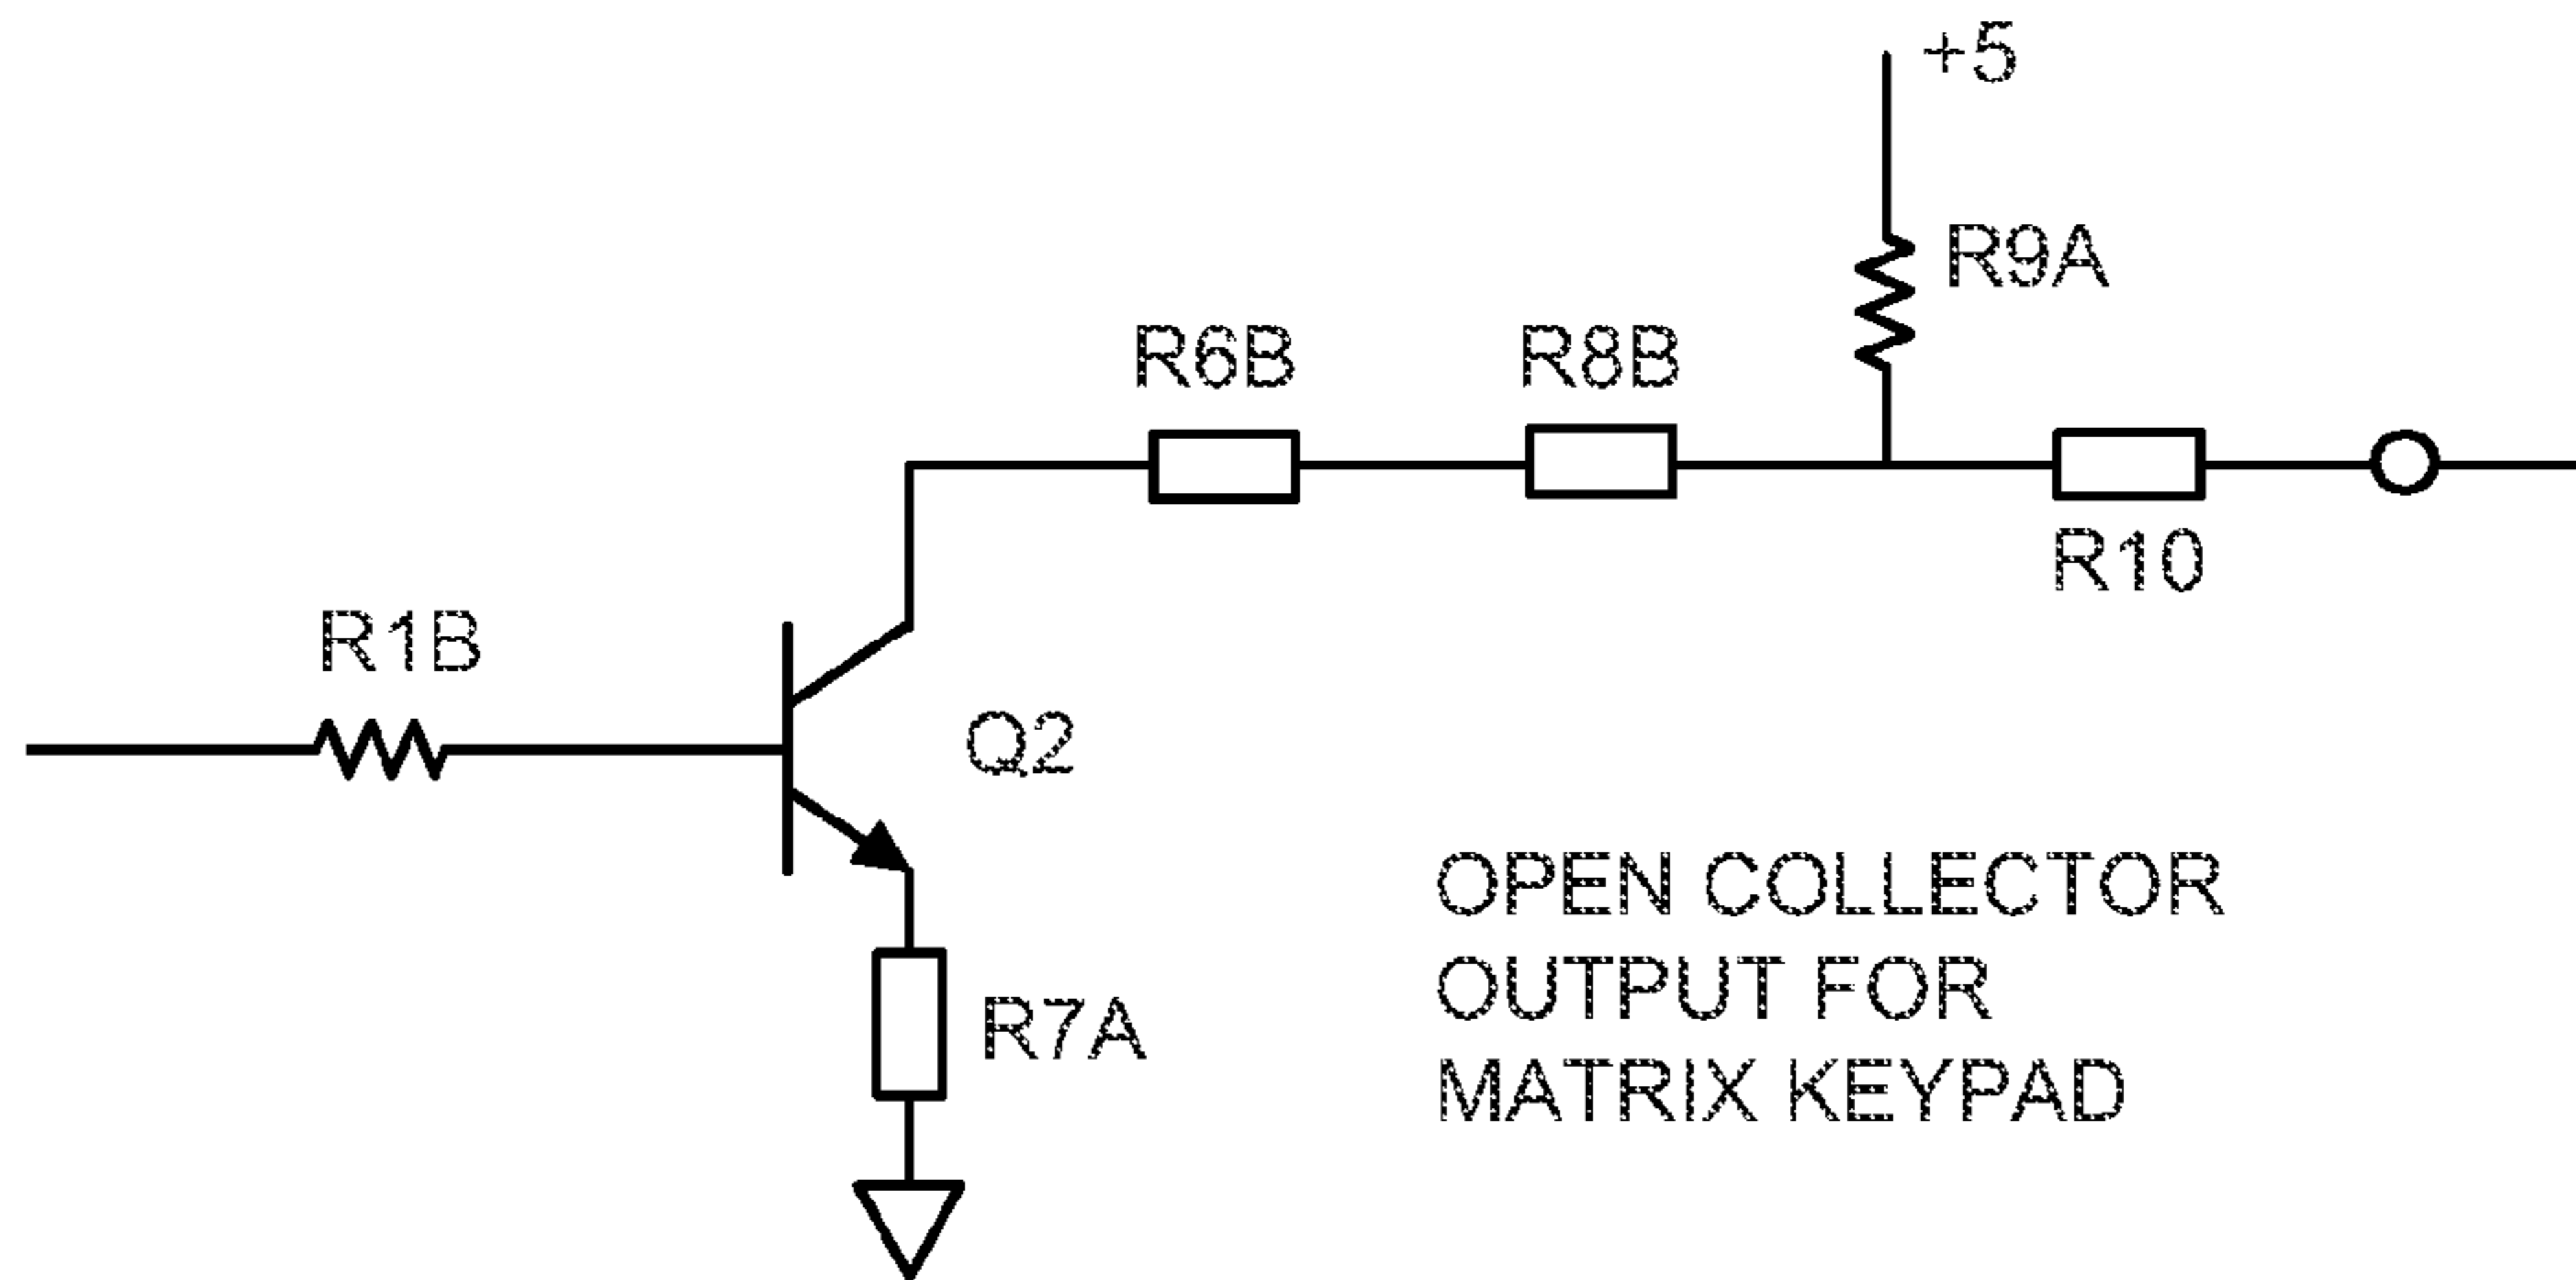 +5
R9A
R6B
R8B
R10
R1B
Q2
R7A
OPEN COLLECTOR
OUTPUT FOR
MATRIX KEYPAD